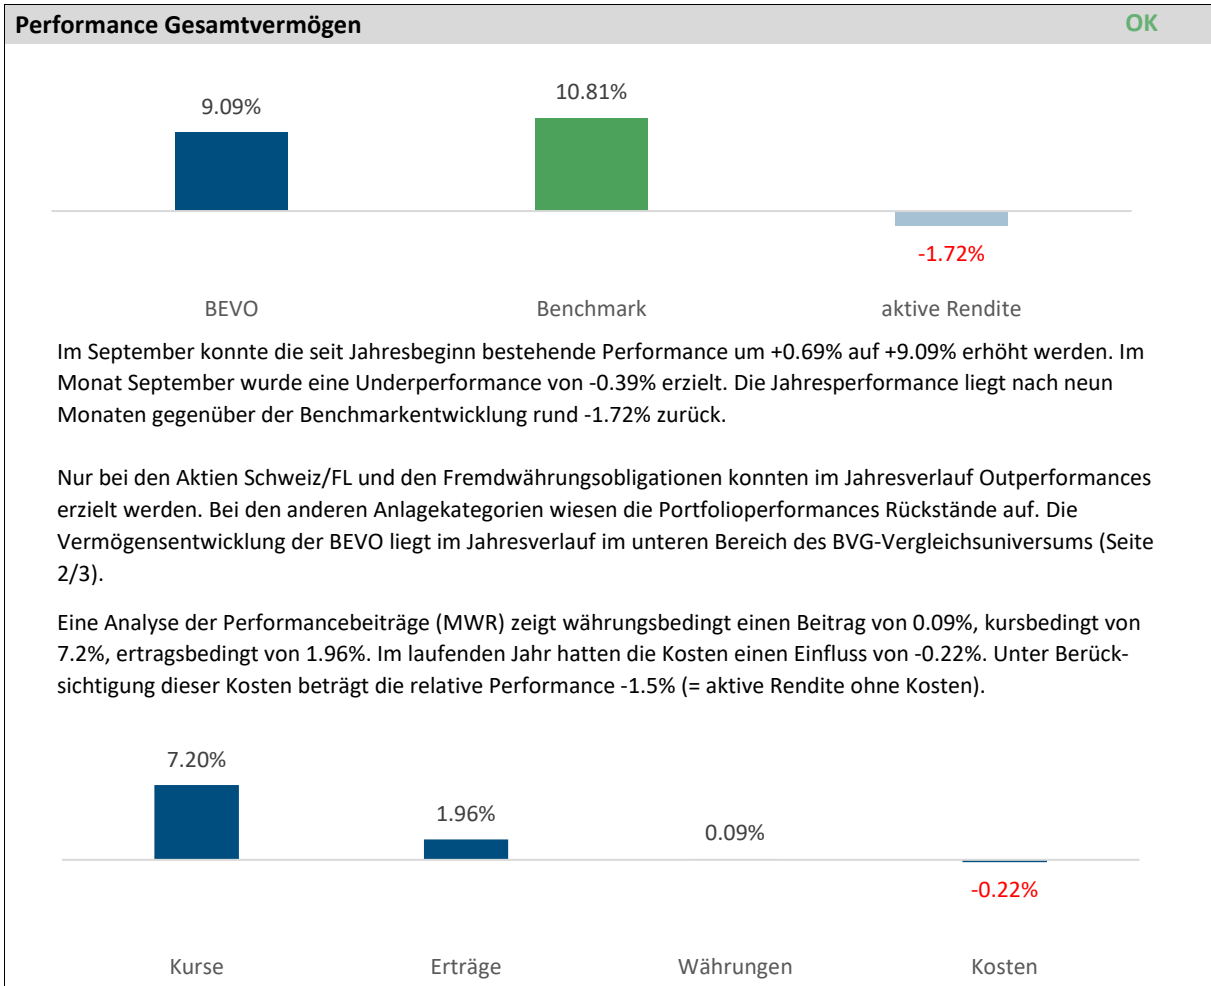 Performance Gesamtvermögen OK
9.09% 10.81%
-1.72%
BEVO Benchmark aktive Rendite
Im September konnte die seit Jahresbeginn bestehende Performance um +0.69% auf +9.09% erhöht werden. Im
Monat September wurde eine Underperformance von -0.39% erzielt. Die Jahresperformance liegt nach neun
Monaten gegenüber der Benchmarkentwicklung rund -1.72% zurück.
Nur bei den Aktien Schweiz/FL und den Fremdwährungsobligationen konnten im Jahresverlauf Outperformances
erzielt werden. Bei den anderen Anlagekategorien wiesen die Portfolioperformances Rückstände auf. Die
Vermögensentwicklung der BEVO liegt im Jahresverlauf im unteren Bereich des BVG-Vergleichsuniversums (Seite
2/3).
Eine Analyse der Performancebeiträge (MWR) zeigt währungsbedingt einen Beitrag von 0.09%, kursbedingt von
7.2%, ertragsbedingt von 1.96%. Im laufenden Jahr hatten die Kosten einen Einfluss von -0.22%. Unter Berück-
sichtigung dieser Kosten beträgt die relative Performance -1.5% (= aktive Rendite ohne Kosten).
7.20% 1.96% 0.09%
-0.22%
Kurse Erträge Währungen Kosten